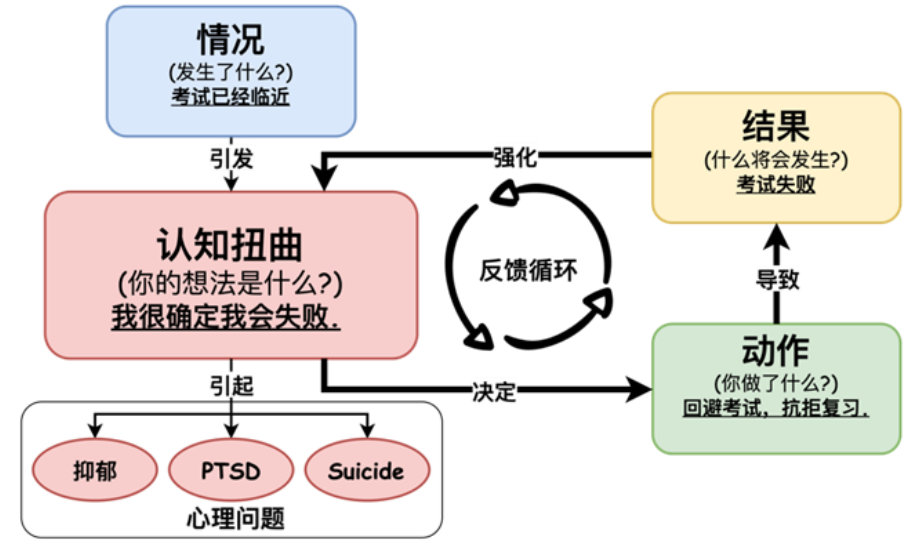 情况
(发生了什么?)
考试已经临近
引发
强化
结果
(什么将会发生?)
考试失败
认知扭曲
(你的想法是什么?)
我很确定我会失败.
反馈循环
导致
动作
(你做了什么?)
回避考试，抗拒复习.
引起
决定
抑郁
PTSD
Suicide
心理问题